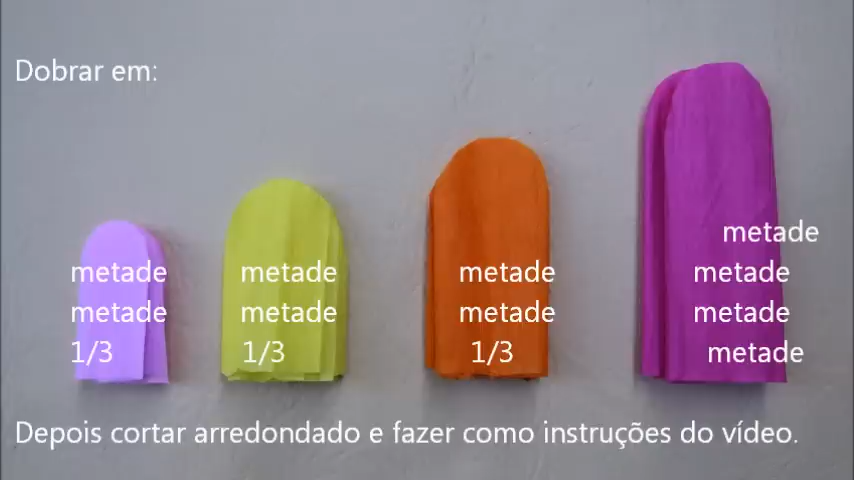 Dobrar em:
metade
metade metade metade metade
metade metade metade metade
1/3 1/3 1/3 metade
Depois cortar arredondado e fazer como instruções do vídeo.